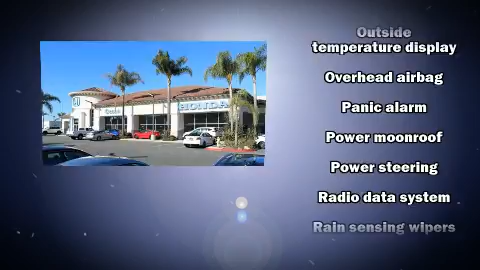 HONDA
Outside
temperature display
Overhead airbag
Panic alarm
Power moonroof
Power steering
Radio data system
Rain sensing wipers